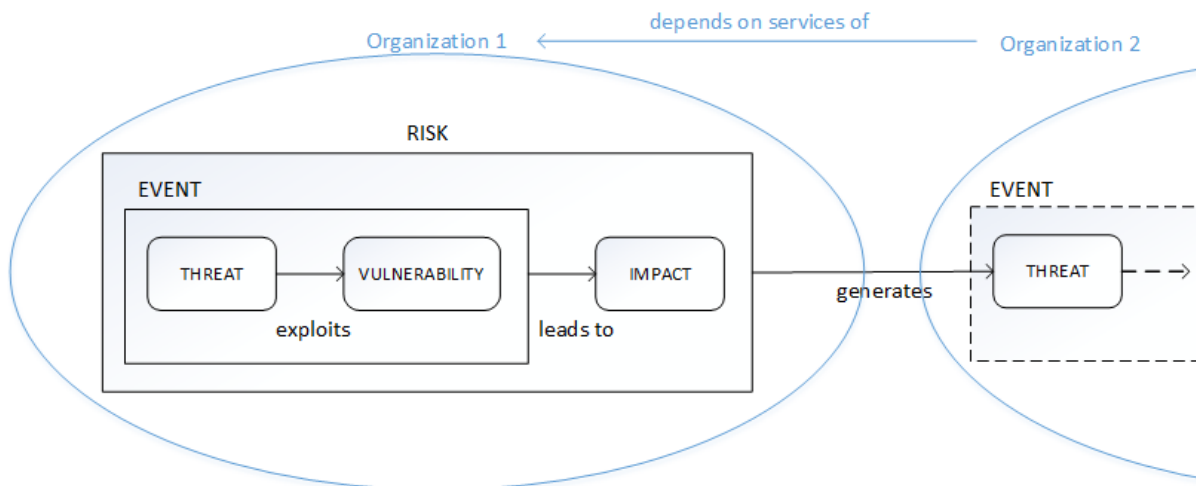 depends on services of
Organization 1
Organization 2
RISK
EVENT
EVENT
THREAT
VULNERABILITY
IMPACT
THREAT
generates
exploits
leads to